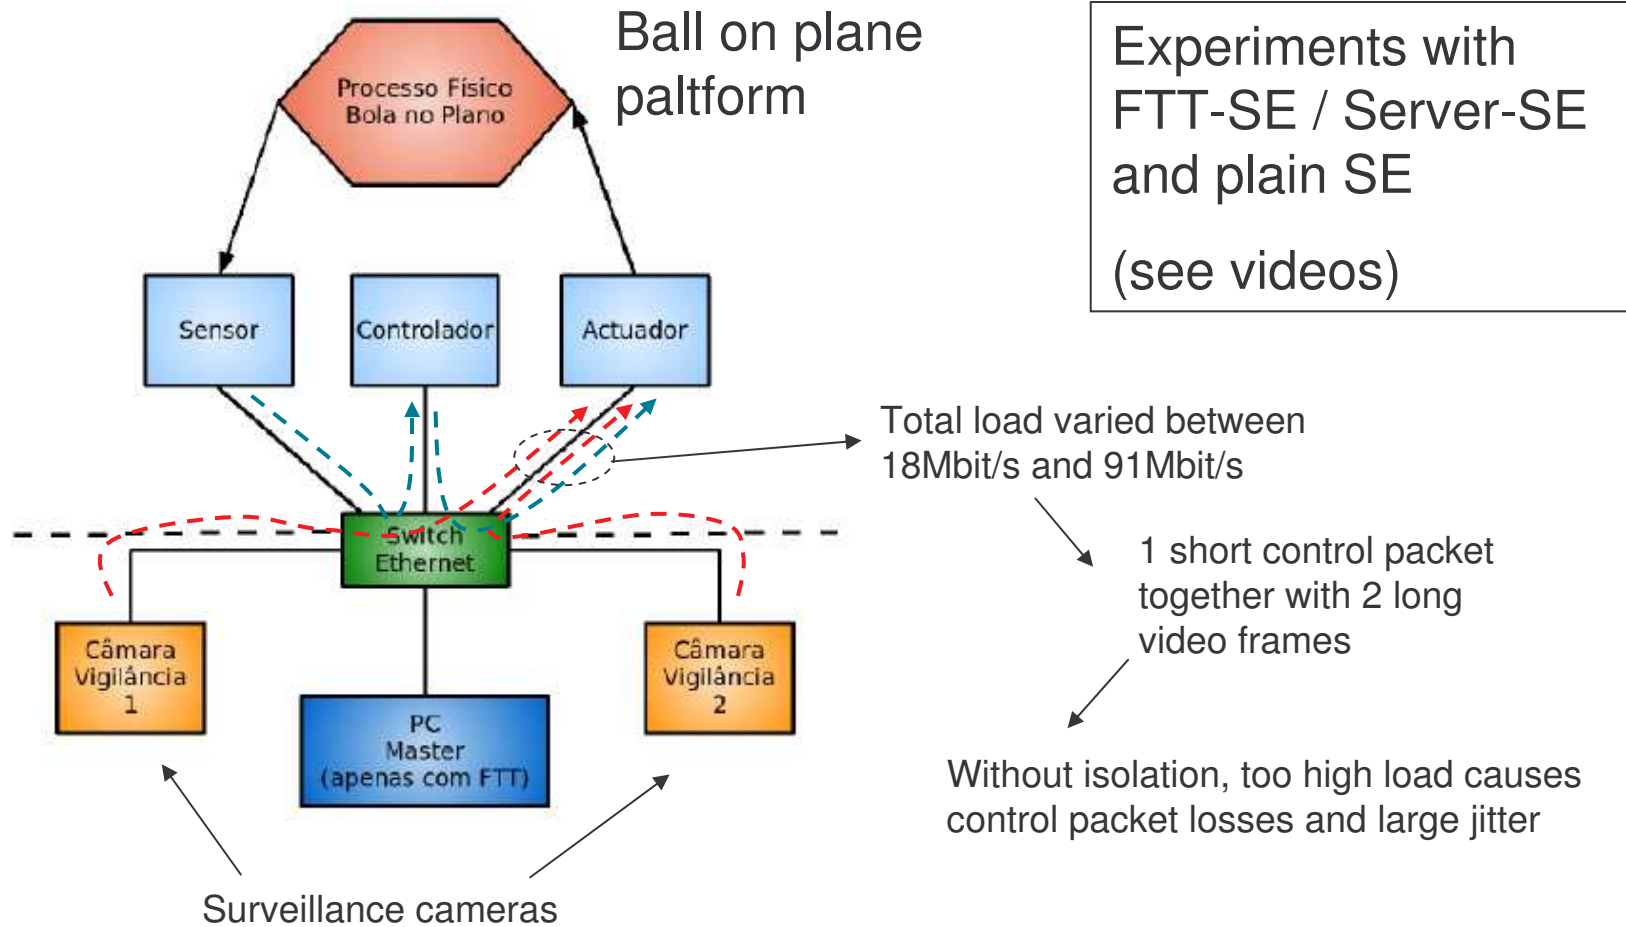 Ball on plane
paltform
Experiments with
FTT-SE / Server-SE
and plain SE
(see videos)
Processo Físico
Bola no Plano
Sensor
Controlador
Actuador
Total load varied between
18Mbit/s and 91Mbit/s
1 short control packet
together with 2 long
video frames
Switch
Ethernet
Câmara
Vigilância
1
PC
Master
(apenas com FTT)
Câmara
Vigilância
2
Without isolation, too high load causes
control packet losses and large jitter
Surveillance cameras